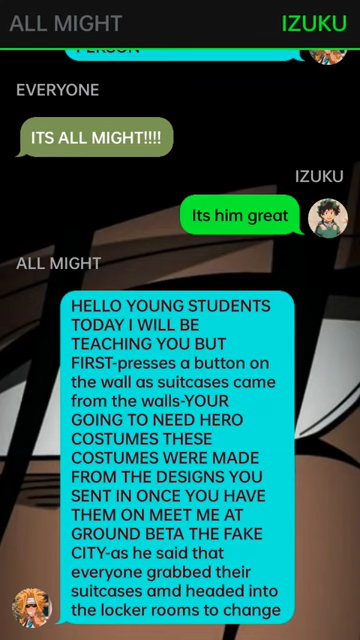 ALL MIGHT IZUKU
PERSON
EVERYONE
ITS ALL MIGHT!!!!
IZUKU
Its him great
ALL MIGHT
HELLO YOUNG STUDENTS
TODAY I WILL BE
TEACHING YOU BUT
FIRST-presses a button on
the wall as suitcases came
from the walls-YOUR
GOING TO NEED HERO
COSTUMES THESE
COSTUMES WERE MADE
FROM THE DESIGNS YOU
SENT IN ONCE YOU HAVE
THEM ON MEET ME AT
GROUND BETA THE FAKE
CITY-as he said that
everyone grabbed their
suitcases amd headed into
the locker rooms to change